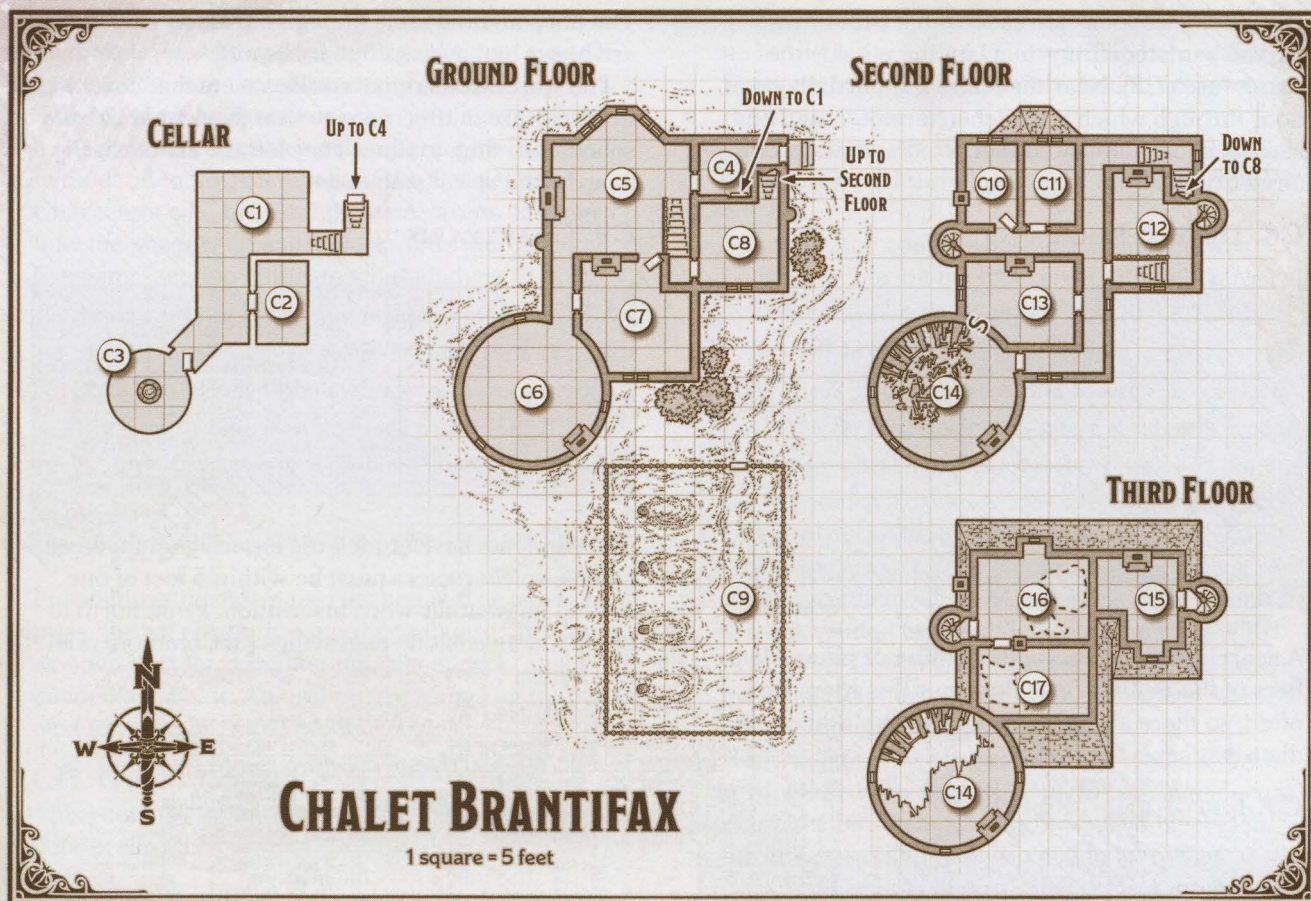 GROUND FLOOR
SECOND FLOOR
CELLAR
UP TO C4
DOWN TO C1
UP TO
SECOND
FLOOR
DOWN
TO C8
C1
C2
C3
C4
C5
C6
C7
C8
C9
C10
C11
C12
C13
S
C14
THIRD FLOOR
C16
C15
C17
C14
N
W
E
S
CHALET BRANTIFAX
1 square = 5 feet